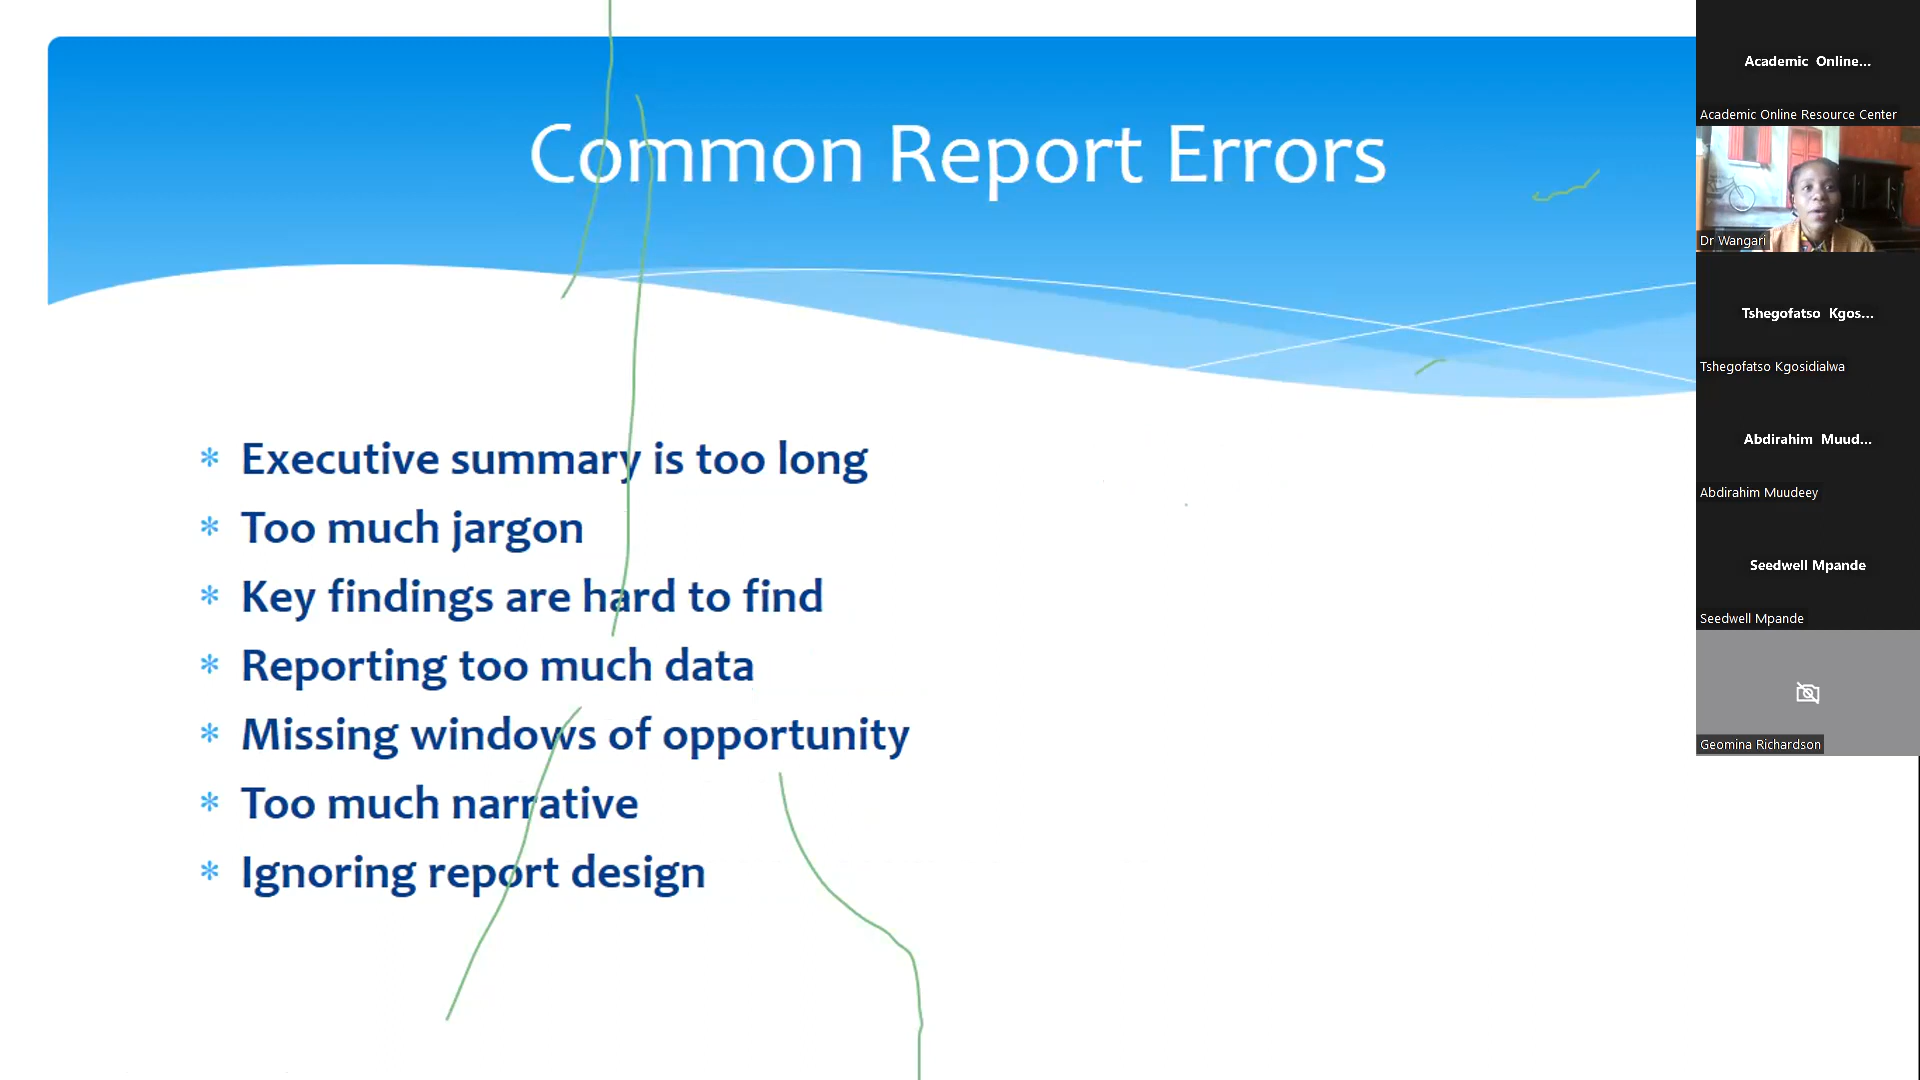 Common Report Errors
* Executive summary is too long
* Too much jargon
* Key findings are hard to find
* Reporting too much data
* Missing windows of opportunity
* Too much narrative
* Ignoring report design
Academic Online...
Academic Online Resource Center
Dr Wangari
Tshegofatso Kgos...
Tshegofatso Kgosidialwa
Abdirahim Muud...
Abdirahim Muudeey
Seedwell Mpande
Seedwell Mpande
Geomina Richardson